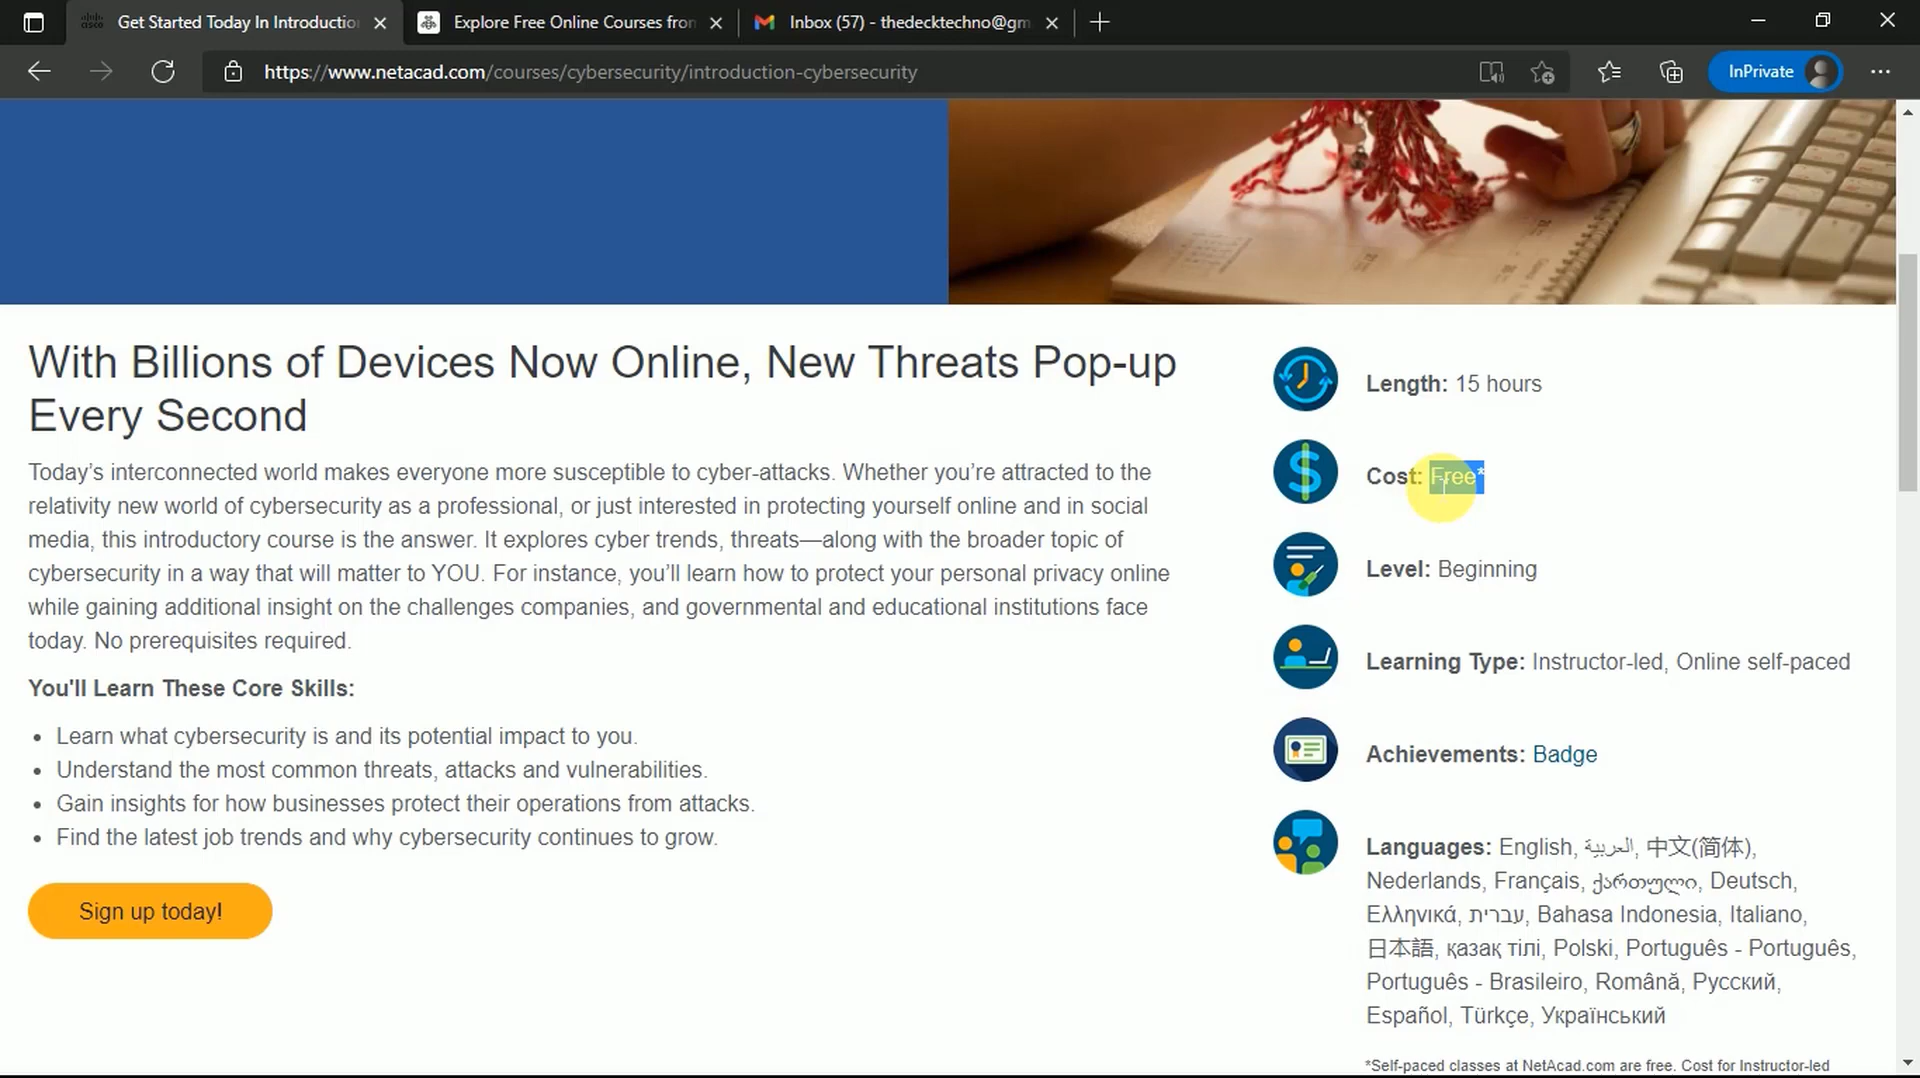 Get Started Today In Introductio
Explore Free Online Courses from
Inbox (57) - thedecktechno@gm
https://www.netacad.com/courses/cybersecurity/introduction-cybersecurity
InPrivate
With Billions of Devices Now Online, New Threats Pop-up
Every Second
Today's interconnected world makes everyone more susceptible to cyber-attacks. Whether you're attracted to the
relativity new world of cybersecurity as a professional, or just interested in protecting yourself online and in social
media, this introductory course is the answer. It explores cyber trends, threats—along with the broader topic of
cybersecurity in a way that will matter to YOU. For instance, you'll learn how to protect your personal privacy online
while gaining additional insight on the challenges companies, and governmental and educational institutions face
today. No prerequisites required.
You'll Learn These Core Skills:
• Learn what cybersecurity is and its potential impact to you.
• Understand the most common threats, attacks and vulnerabilities.
• Gain insights for how businesses protect their operations from attacks.
• Find the latest job trends and why cybersecurity continues to grow.
Sign up today!
Length: 15 hours
Cost: Free*
Level: Beginning
Learning Type: Instructor-led, Online self-paced
Achievements: Badge
Languages: English, العربية, 中文(简体),
Nederlands, Français, ქართული, Deutsch,
Ελληνικά, עברית, Bahasa Indonesia, Italiano,
日本語, қазақ тілі, Polski, Português - Português,
Português - Brasileiro, Română, Русский,
Español, Türkçe, Український
*Self-paced classes at NetAcad.com are free. Cost for Instructor-led